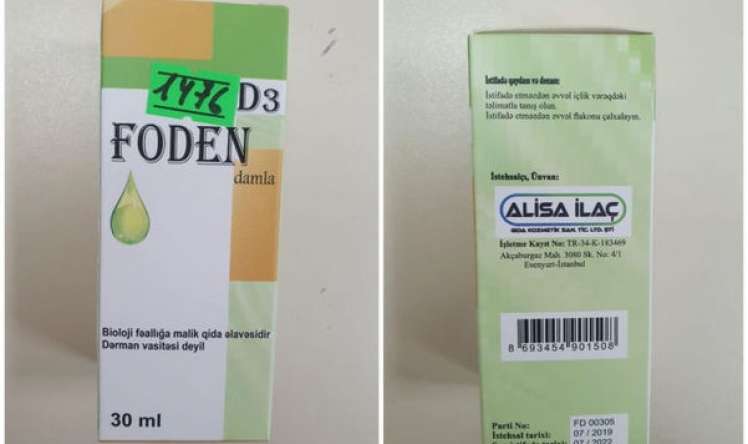 1476
D3
FODEN
damla
Bioloji fəallığa malik qida əlavəsidir
Dərman vasitəsi deyil
30 ml
İstifadə qaydası və dozası:
İstifadə etməzdən əvvəl içlik vərəqdəki
təlimatla tanış olun.
İstifadə etməzdən əvvəl flakonu çalxalayın.
İstehsalçı, Ünvan:
ALİSA İLAÇ
GIDA KOZMETİK SAN. TİC. LTD. ŞTİ
İşletme Kayıt No: TR-34-K-183469
Akçaburgaz Mah. 3080 Sk. No: 4/1
Esenyurt-İstanbul
8 693454 901508
Parti No: FD 00305
İstehsal tarixi: 07 / 2019
07 / 2022